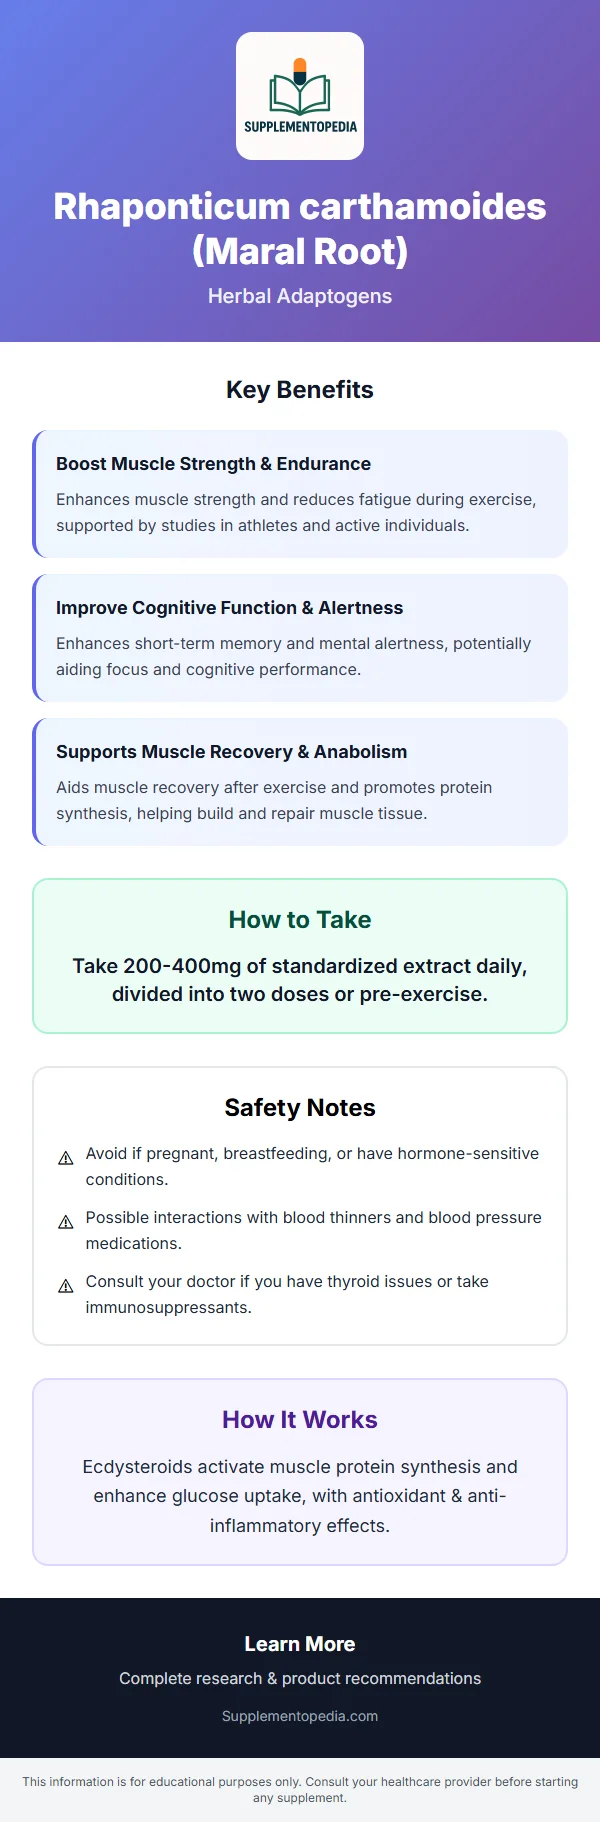 SUPPLEMENTOPEDIA
Rhaponticum carthamoides
(Maral Root)
Herbal Adaptogens
Key Benefits
Boost Muscle Strength & Endurance
Enhances muscle strength and reduces fatigue during exercise,
supported by studies in athletes and active individuals.
Improve Cognitive Function & Alertness
Enhances short-term memory and mental alertness, potentially
aiding focus and cognitive performance.
Supports Muscle Recovery & Anabolism
Aids muscle recovery after exercise and promotes protein
synthesis, helping build and repair muscle tissue.
How to Take
Take 200-400mg of standardized extract daily,
divided into two doses or pre-exercise.
Safety Notes
⚠ Avoid if pregnant, breastfeeding, or have hormone-sensitive
conditions.
⚠ Possible interactions with blood thinners and blood pressure
medications.
⚠ Consult your doctor if you have thyroid issues or take
immunosuppressants.
How It Works
Ecdysteroids activate muscle protein synthesis and
enhance glucose uptake, with antioxidant & anti-
inflammatory effects.
Learn More
Complete research & product recommendations
Supplementopedia.com
This information is for educational purposes only. Consult your healthcare provider before starting
any supplement.